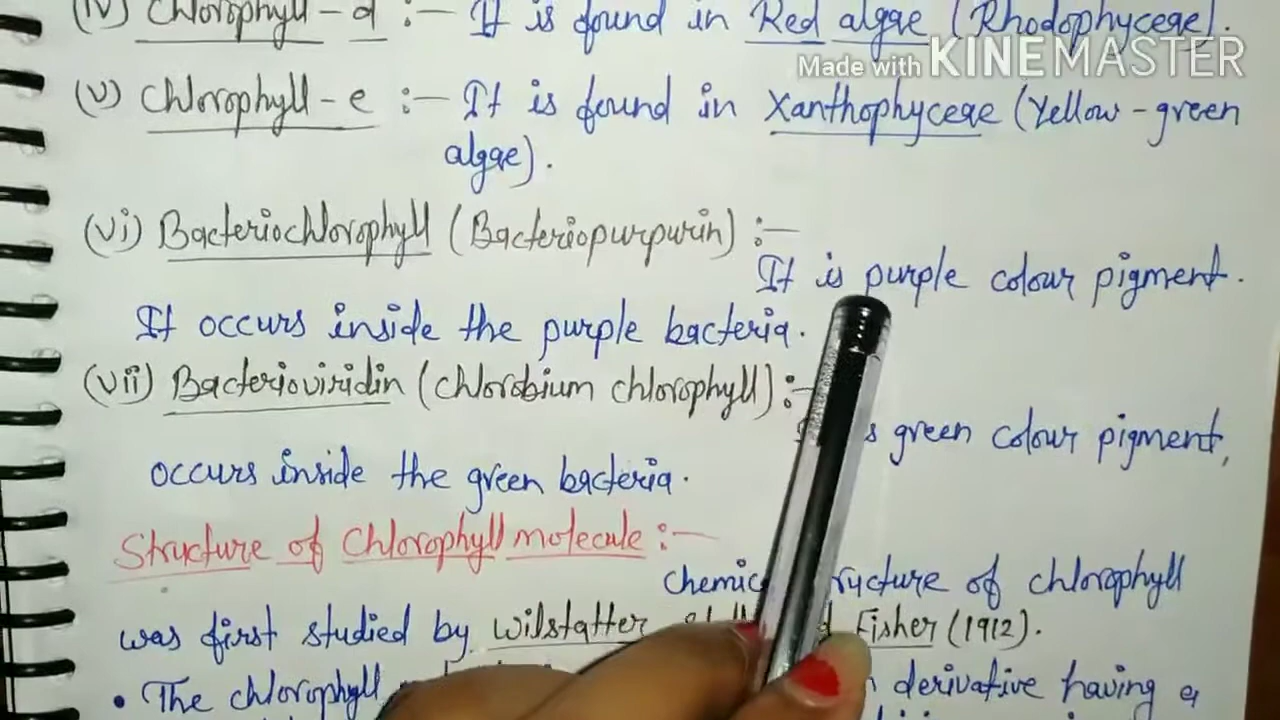 (iv) Chlorophyll - d :- It is found in Red algae (Rhodophyceae).
Made with KINEMASTER
(v) Chlorophyll - e :- It is found in Xanthophyceae (Yellow-green
algae).
(vi) Bacteriochlorophyll (Bacteriopurpurin) :-
It is purple colour pigment.
It occurs inside the purple bacteria.
(vii) Bacterioviridin (chlorobium chlorophyll) :-
green colour pigment,
occurs inside the green bacteria.
Structure of Chlorophyll molecule :-
of chlorophyll
was first studied by Wilstatter Fisher (1912).
• The chlorophyll derivative having a